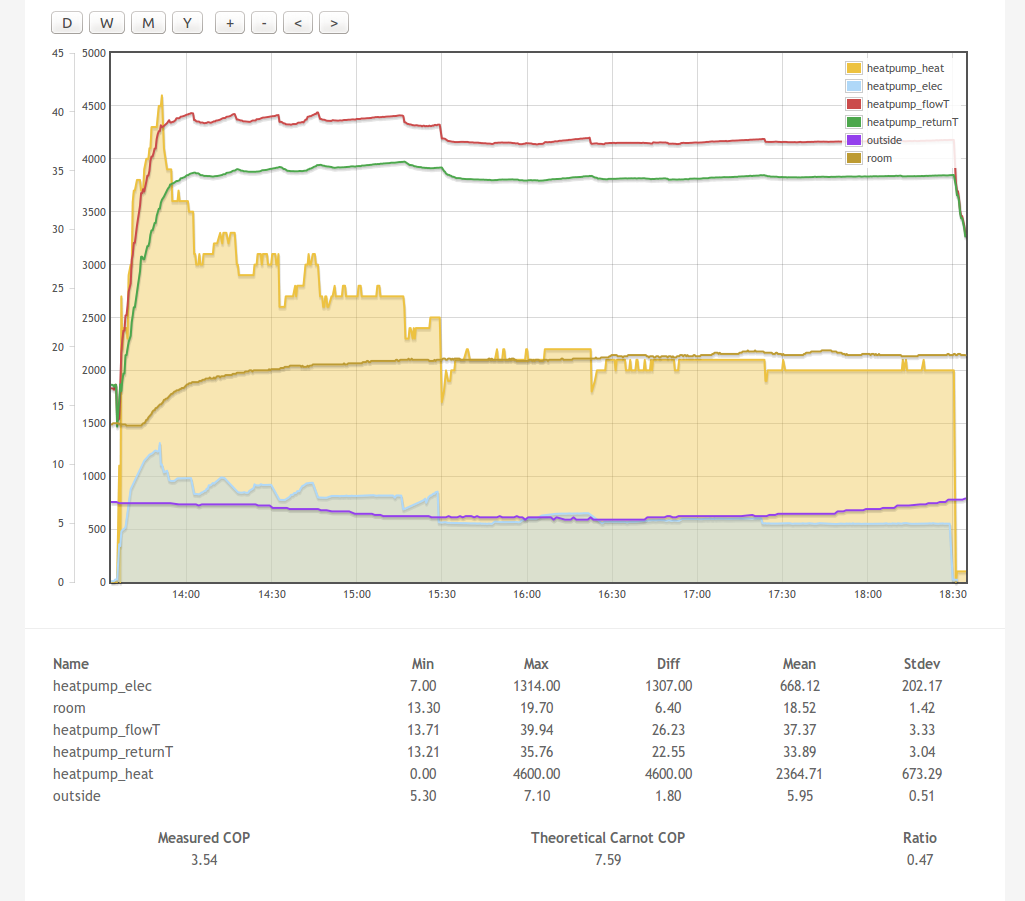 D W M Y + - < >
45 5000
heatpump_heat
heatpump_elec
40 4500
heatpump_flowT
heatpump_returnT
outside
35 4000
room
3500
30
3000
25
2500
20
2000
15
1500
10
1000
5
500
0 0
14:00 14:30 15:00 15:30 16:00 16:30 17:00 17:30 18:00 18:30
Name Min Max Diff Mean Stdev
heatpump_elec 7.00 1314.00 1307.00 668.12 202.17
room 13.30 19.70 6.40 18.52 1.42
heatpump_flowT 13.71 39.94 26.23 37.37 3.33
heatpump_returnT 13.21 35.76 22.55 33.89 3.04
heatpump_heat 0.00 4600.00 4600.00 2364.71 673.29
outside 5.30 7.10 1.80 5.95 0.51
Measured COP Theoretical Carnot COP Ratio
3.54 7.59 0.47